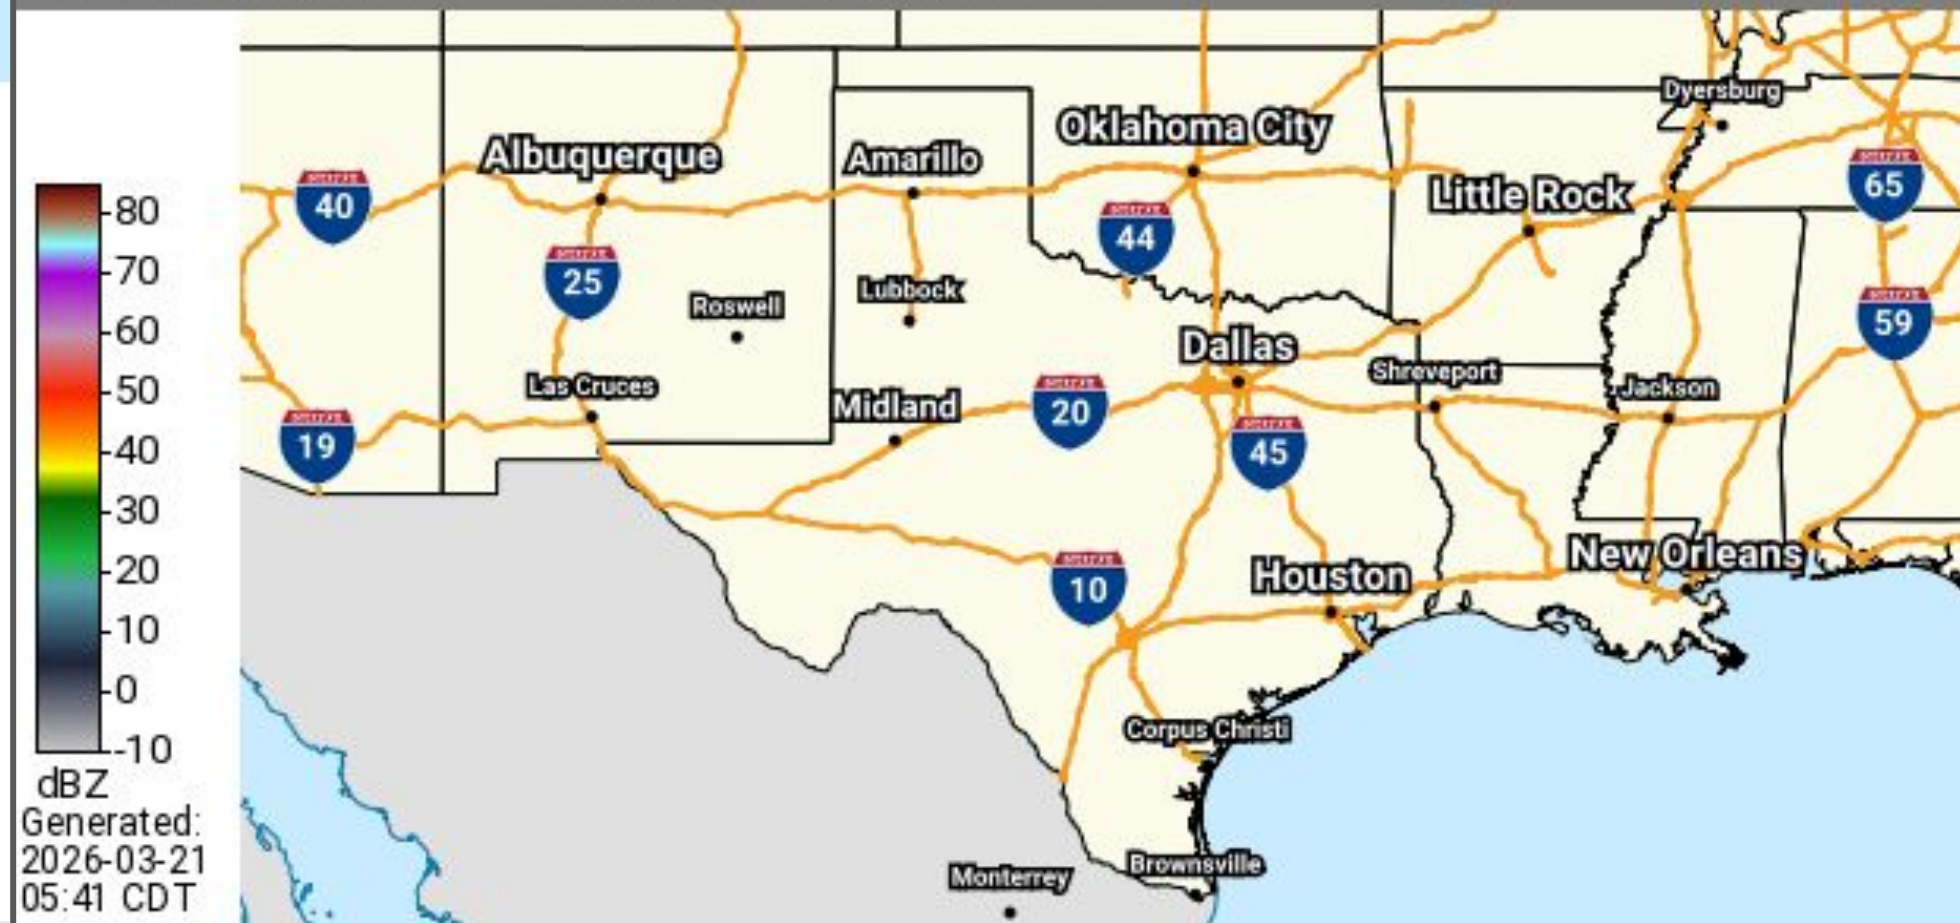 Dyersburg
Oklahoma City
Albuquerque
Amarillo
65
40
Little Rock
44
25
Lubbock
Roswell
59
Dallas
Shreveport
Las Cruces
Jackson
Midland
20
19
45
New Orleans
Houston
10
Corpus Christi
Brownsville
Monterrey
80
70
60
50
40
30
20
10
0
-10
dBZ
Generated:
2026-03-21
05:41 CDT